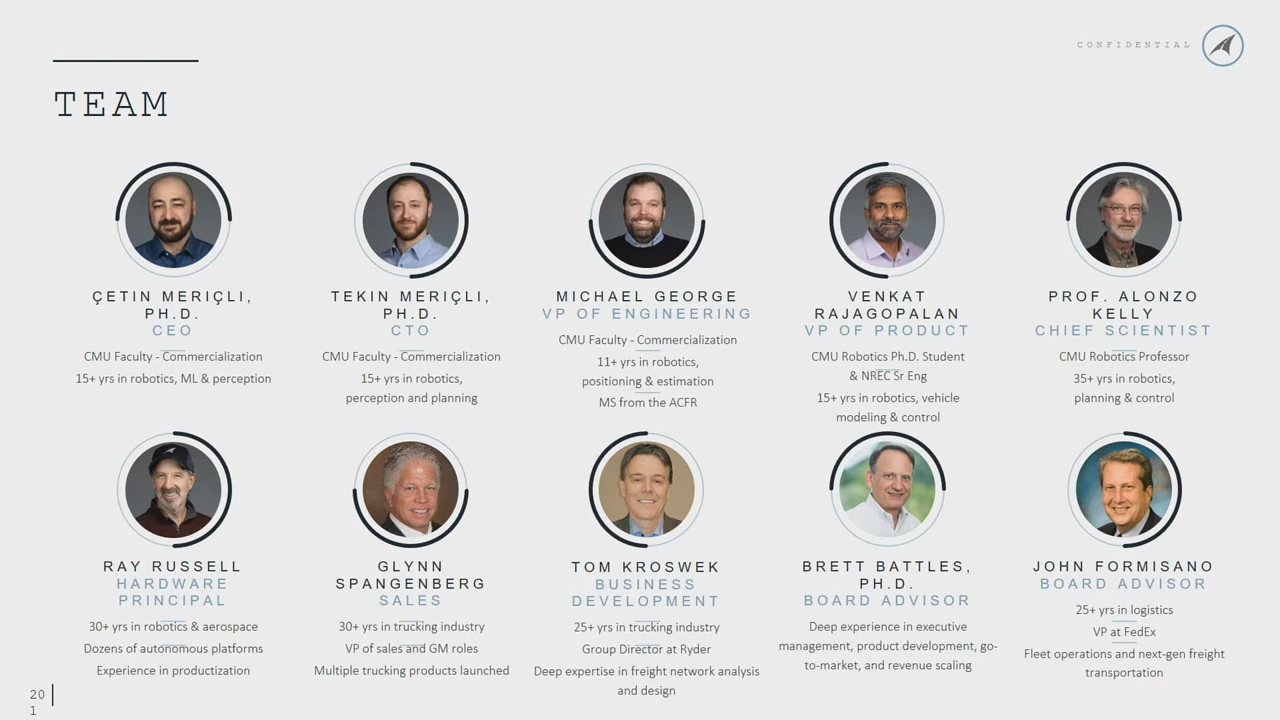 CONFIDENTIAL
TEAM
ÇETIN MERIÇLI,
PH.D.
CEO
CMU Faculty - Commercialization
15+ yrs in robotics, ML & perception
TEKIN MERIÇLI,
PH.D.
CTO
CMU Faculty - Commercialization
15+ yrs in robotics,
perception and planning
MICHAEL GEORGE
VP OF ENGINEERING
CMU Faculty - Commercialization
11+ yrs in robotics,
positioning & estimation
MS from the ACFR
VENKAT
RAJAGOPALAN
VP OF PRODUCT
CMU Robotics Ph.D. Student
& NREC Sr Eng
15+ yrs in robotics, vehicle
modeling & control
PROF. ALONZO
KELLY
CHIEF SCIENTIST
CMU Robotics Professor
35+ yrs in robotics,
planning & control
RAY RUSSELL
HARDWARE
PRINCIPAL
30+ yrs in robotics & aerospace
Dozens of autonomous platforms
Experience in productization
GLYNN
SPANGENBERG
SALES
30+ yrs in trucking industry
VP of sales and GM roles
Multiple trucking products launched
TOM KROSWEK
BUSINESS
DEVELOPMENT
25+ yrs in trucking industry
Group Director at Ryder
Deep expertise in freight network analysis
and design
BRETT BATTLES,
PH.D.
BOARD ADVISOR
Deep experience in executive
management, product development, go-
to-market, and revenue scaling
JOHN FORMISANO
BOARD ADVISOR
25+ yrs in logistics
VP at FedEx
Fleet operations and next-gen freight
transportation
20
1